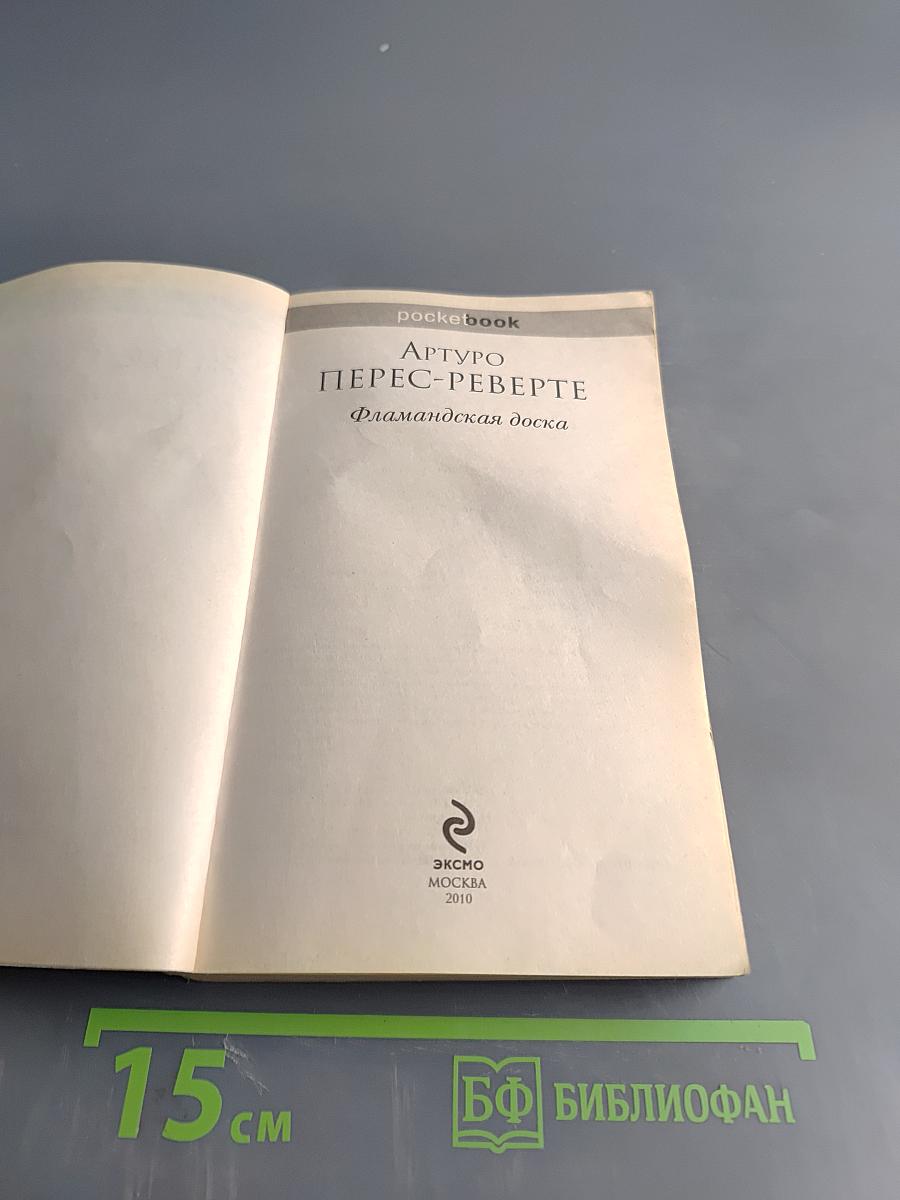 pocketbook
Артуро
ПЕРЕС-РЕВЕРТЕ
Фламандская доска
ЭКСМО
МОСКВА
2010
15 см
БФ БИБЛИОФАН